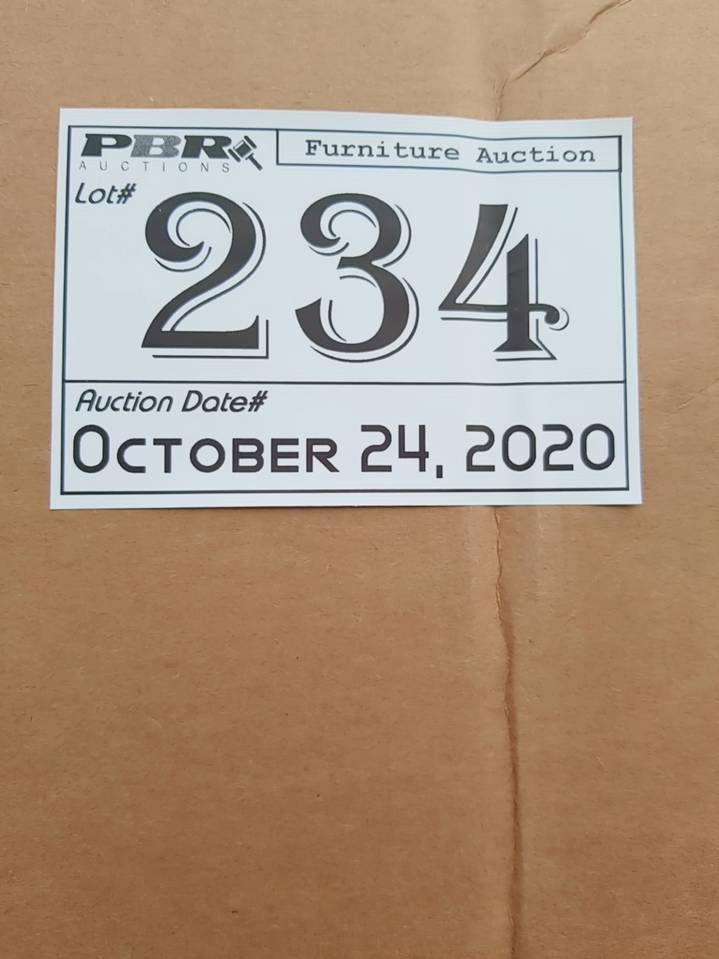 PBR
AUCTIONS
Furniture Auction
Lot#
234
Auction Date#
October 24, 2020